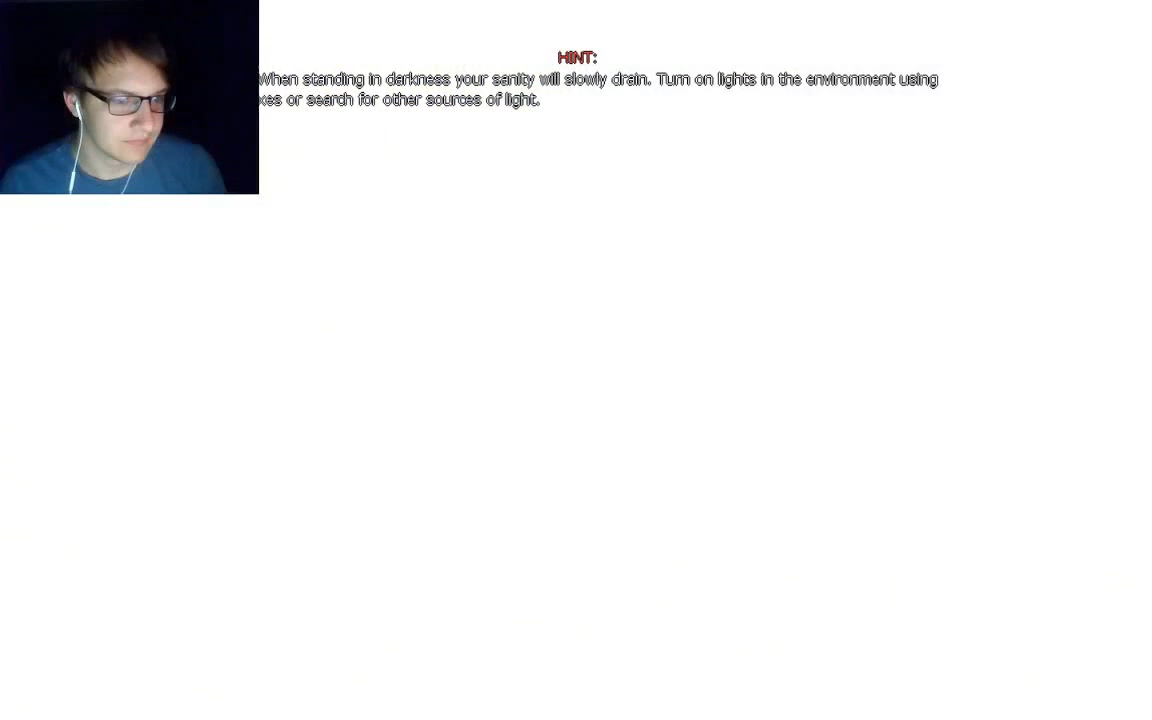 HINT:
When standing in darkness your sanity will slowly drain. Turn on lights in the environment using
or search for other sources of light.